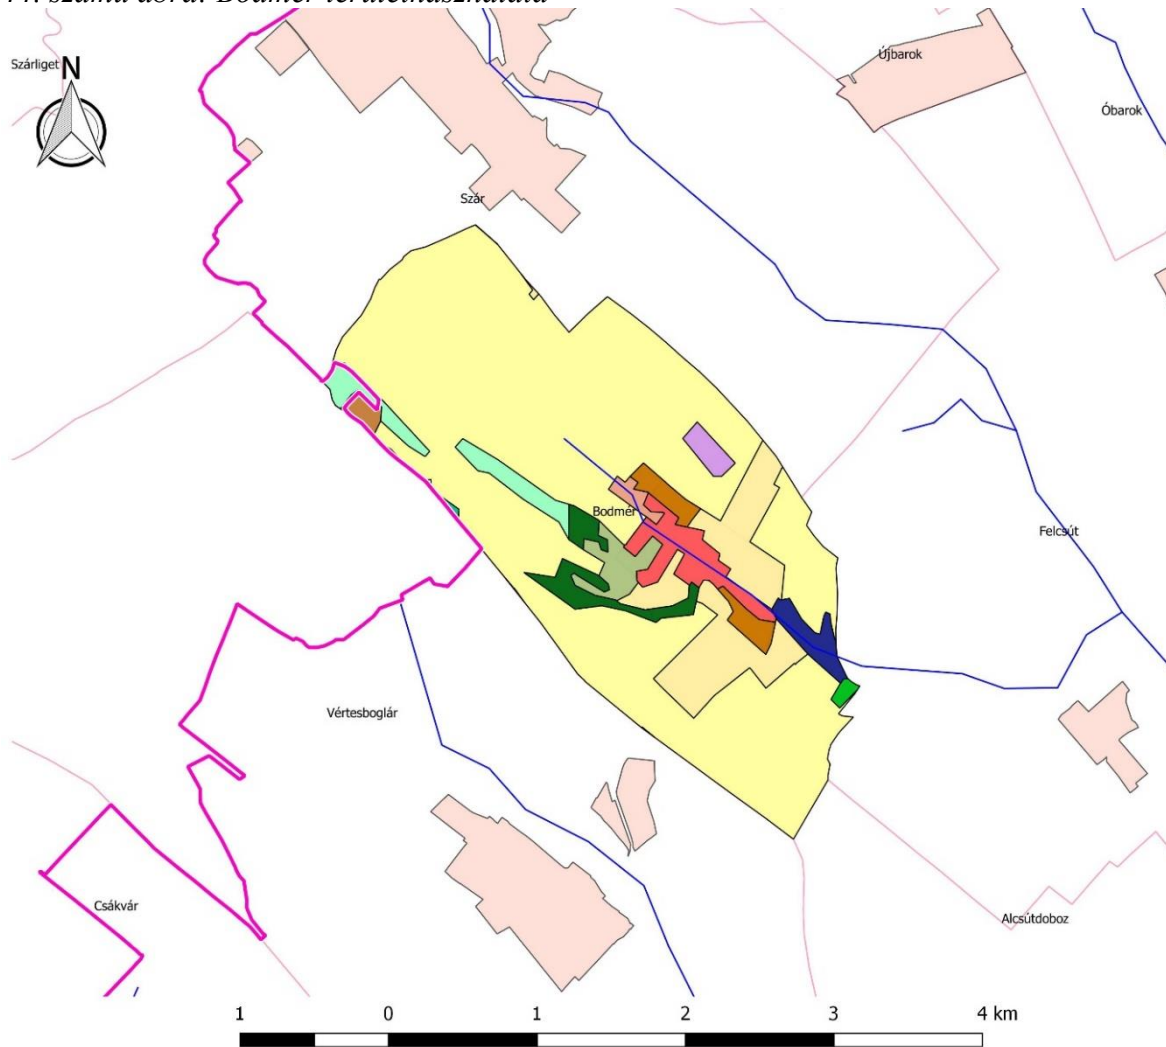 Szárliget
N
Újbarok
Óbarok
Szár
Bodmér
Felcsút
Vértesboglár
Csákvár
Alcsútdoboz
1 0 1 2 3 4 km